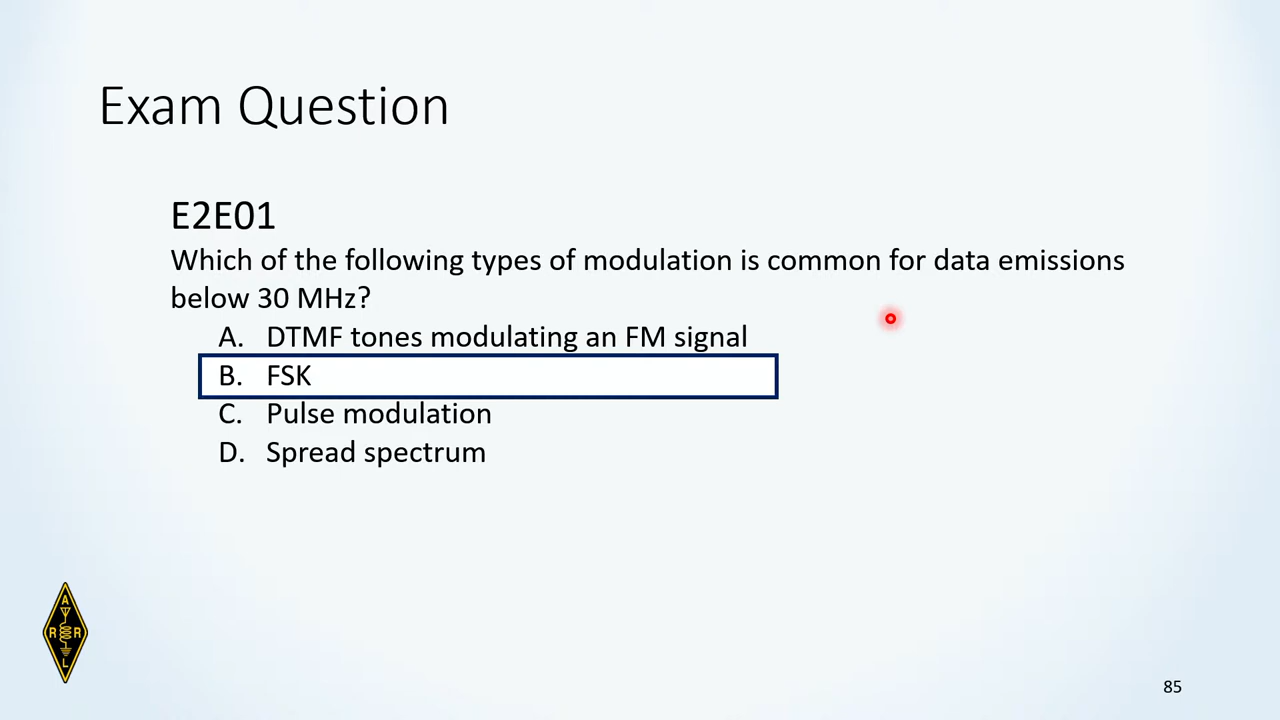 Exam Question
E2E01
Which of the following types of modulation is common for data emissions
below 30 MHz?
A. DTMF tones modulating an FM signal
B. FSK
C. Pulse modulation
D. Spread spectrum
A
R R
L
85